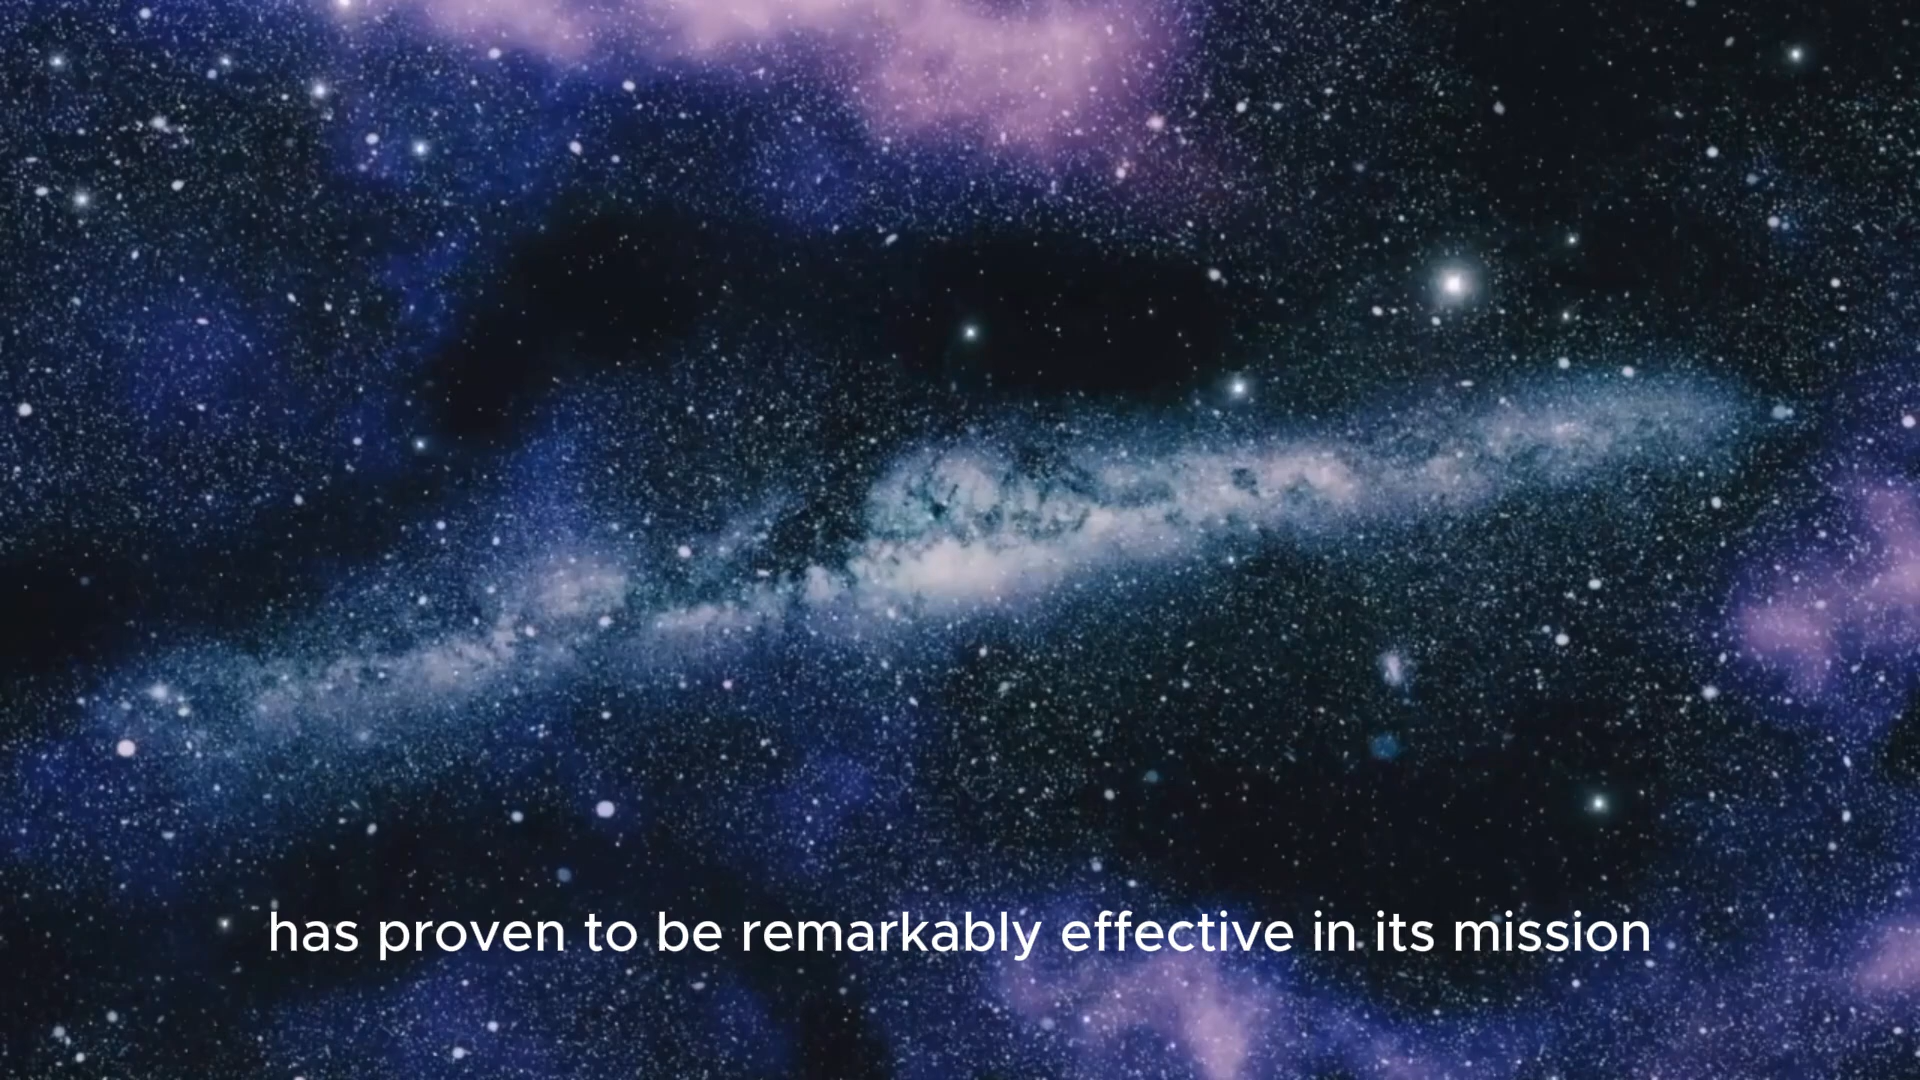 has proven to be remarkably effective in its mission